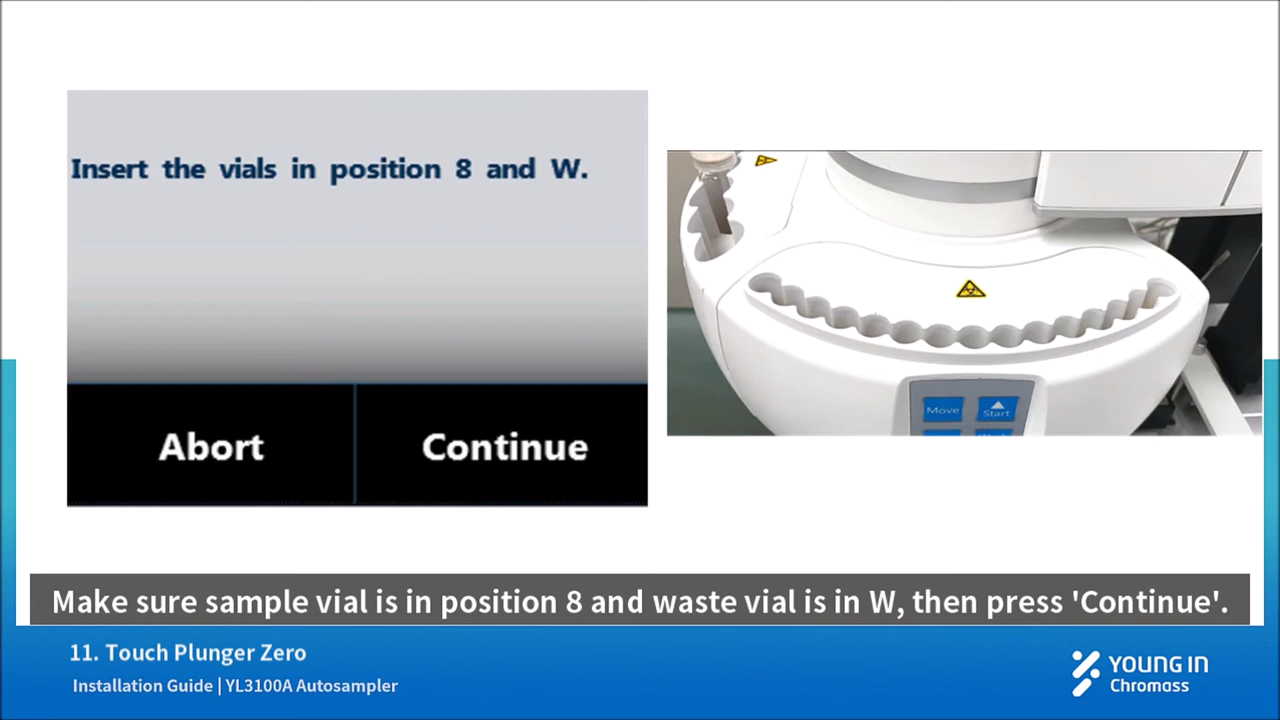 Insert the vials in position 8 and W.
Abort
Continue
Move
Start
Make sure sample vial is in position 8 and waste vial is in W, then press 'Continue'.
11. Touch Plunger Zero
Installation Guide | YL3100A Autosampler
YOUNG IN
Chromass